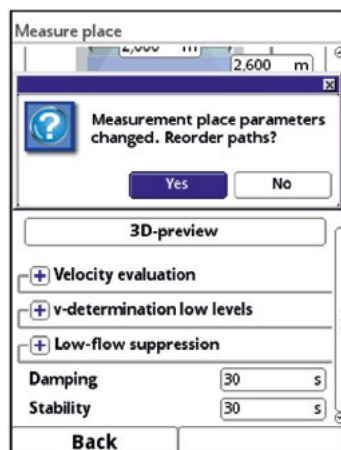 Measure place
2,600 m
Measurement place parameters
changed. Reorder paths?
Yes No
3D-preview
Velocity evaluation
v-determination low levels
Low-flow suppression
Damping 30 s
Stability 30 s
Back